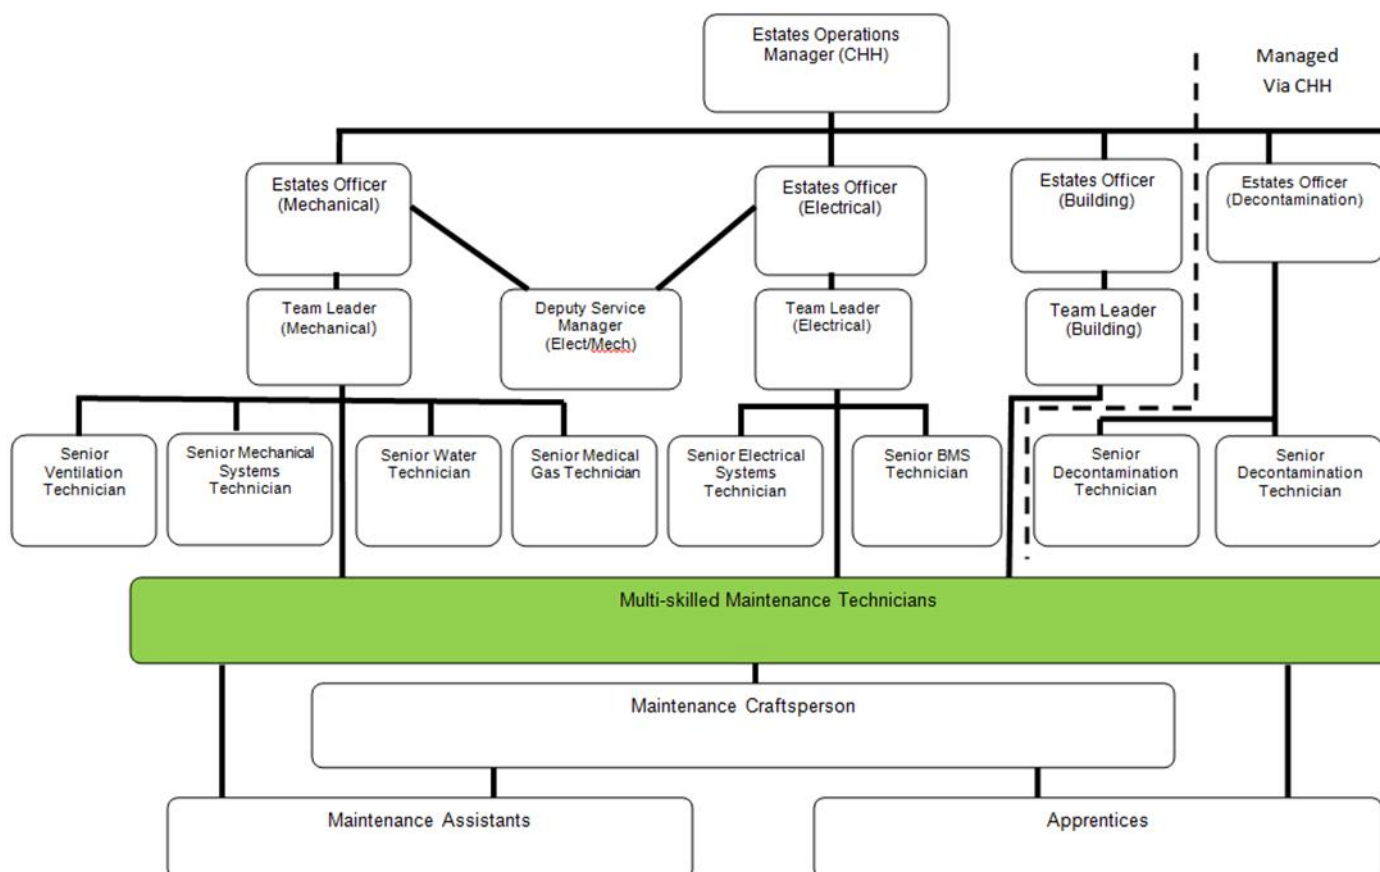 Estates Operations
Manager (CHH)
Managed
Via CHH
Estates Officer
(Mechanical)
Estates Officer
(Electrical)
Estates Officer
(Building)
Estates Officer
(Decontamination)
Team Leader
(Mechanical)
Deputy Service
Manager
(Elect/Mech)
Team Leader
(Electrical)
Team Leader
(Building)
Senior
Ventilation
Technician
Senior Mechanical
Systems
Technician
Senior Water
Technician
Senior Medical
Gas Technician
Senior Electrical
Systems
Technician
Senior BMS
Technician
Senior
Decontamination
Technician
Senior
Decontamination
Technician
Multi-skilled Maintenance Technicians
Maintenance Craftsperson
Maintenance Assistants
Apprentices